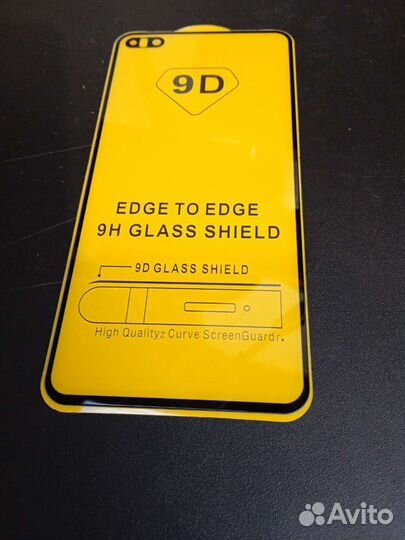 9D
EDGE TO EDGE
9H GLASS SHIELD
9D GLASS SHIELD
High Qualityz Curve ScreenGuardr.
Avito